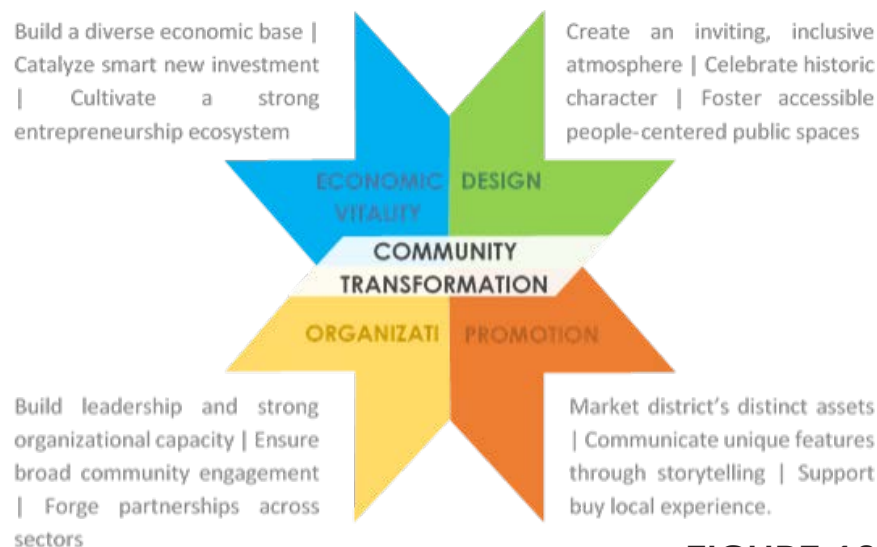 Build a diverse economic base |
Catalyze smart new investment
| Cultivate a strong
entrepreneurship ecosystem
Create an inviting, inclusive
atmosphere | Celebrate historic
character | Foster accessible
people-centered public spaces
ECONOMIC
VITALITY
DESIGN
COMMUNITY
TRANSFORMATION
ORGANIZATI
PROMOTION
Build leadership and strong
organizational capacity | Ensure
broad community engagement
| Forge partnerships across
sectors
Market district’s distinct assets
| Communicate unique features
through storytelling | Support
buy local experience.